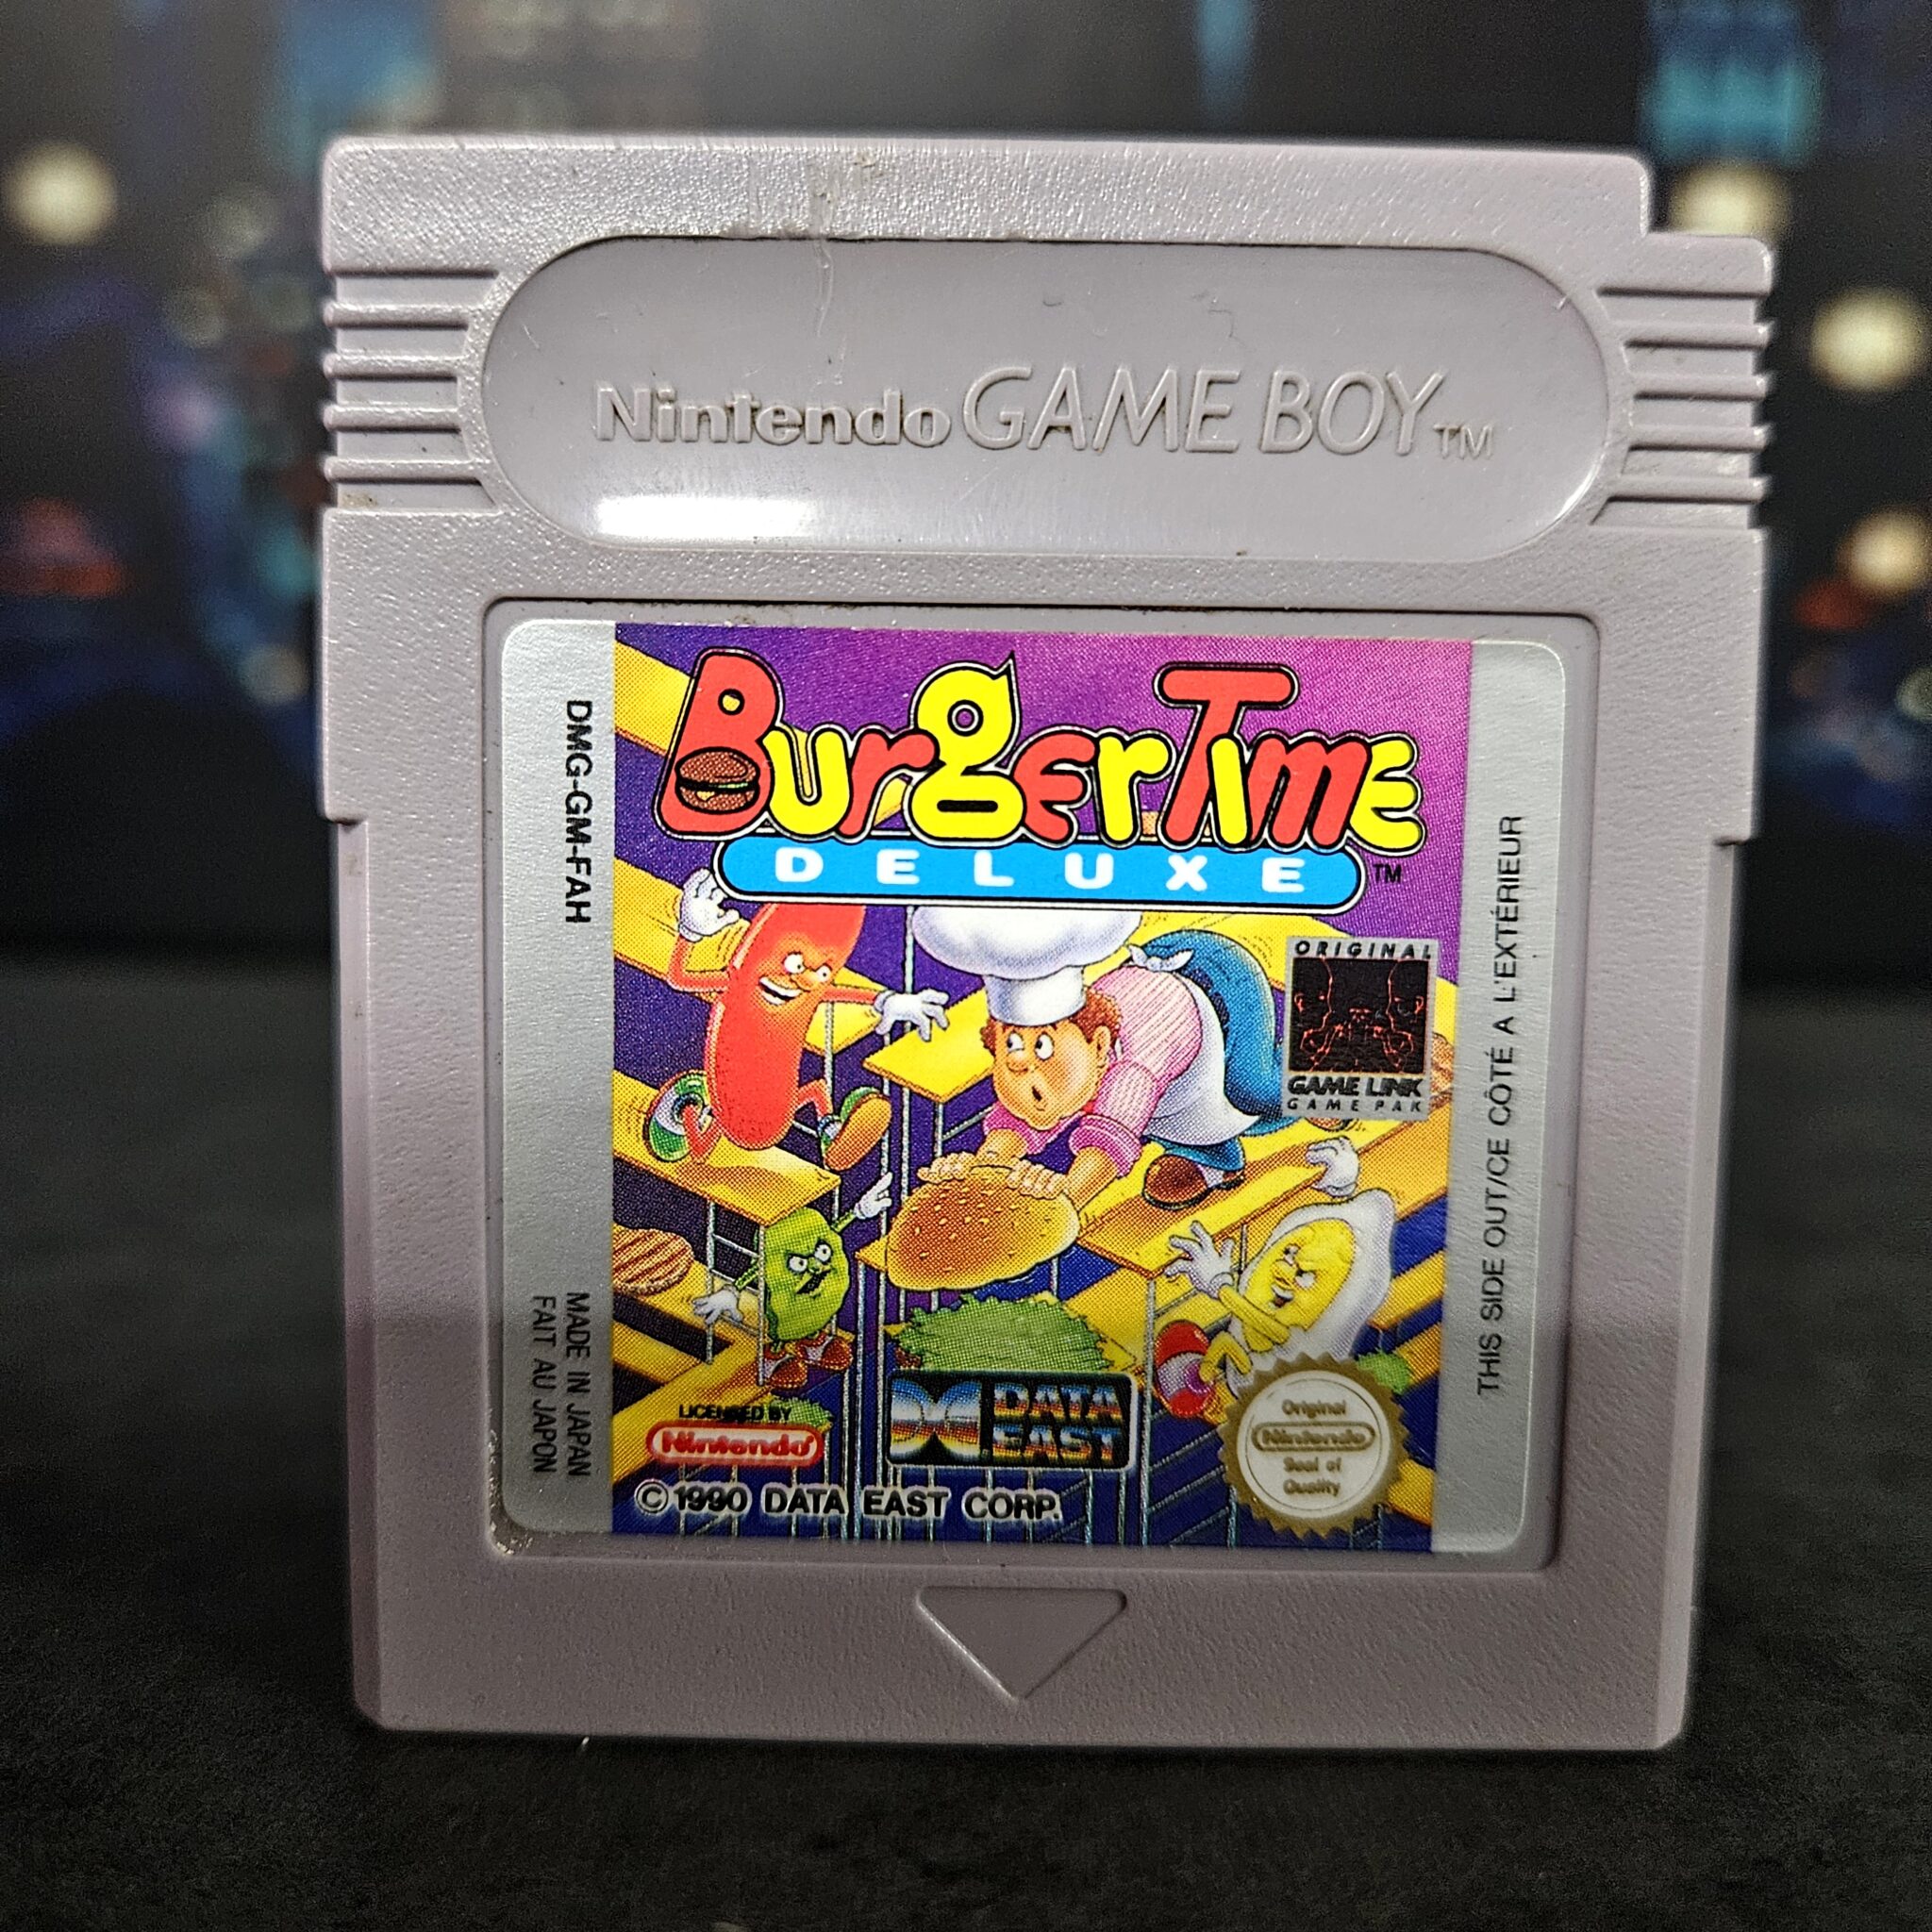 Nintendo GAME BOY TM
BurgerTime
DELUXE TM
DMG-GM-FAH
MADE IN JAPAN
FAIT AU JAPON
ORIGINAL
GAME LINK
GAME PAK
THIS SIDE OUT/CE CÔTÉ A L'EXTÉRIEUR
LICENSED BY
Nintendo
DATA
EAST
© 1990 DATA EAST CORP.
Original
Nintendo
Seal of
Quality